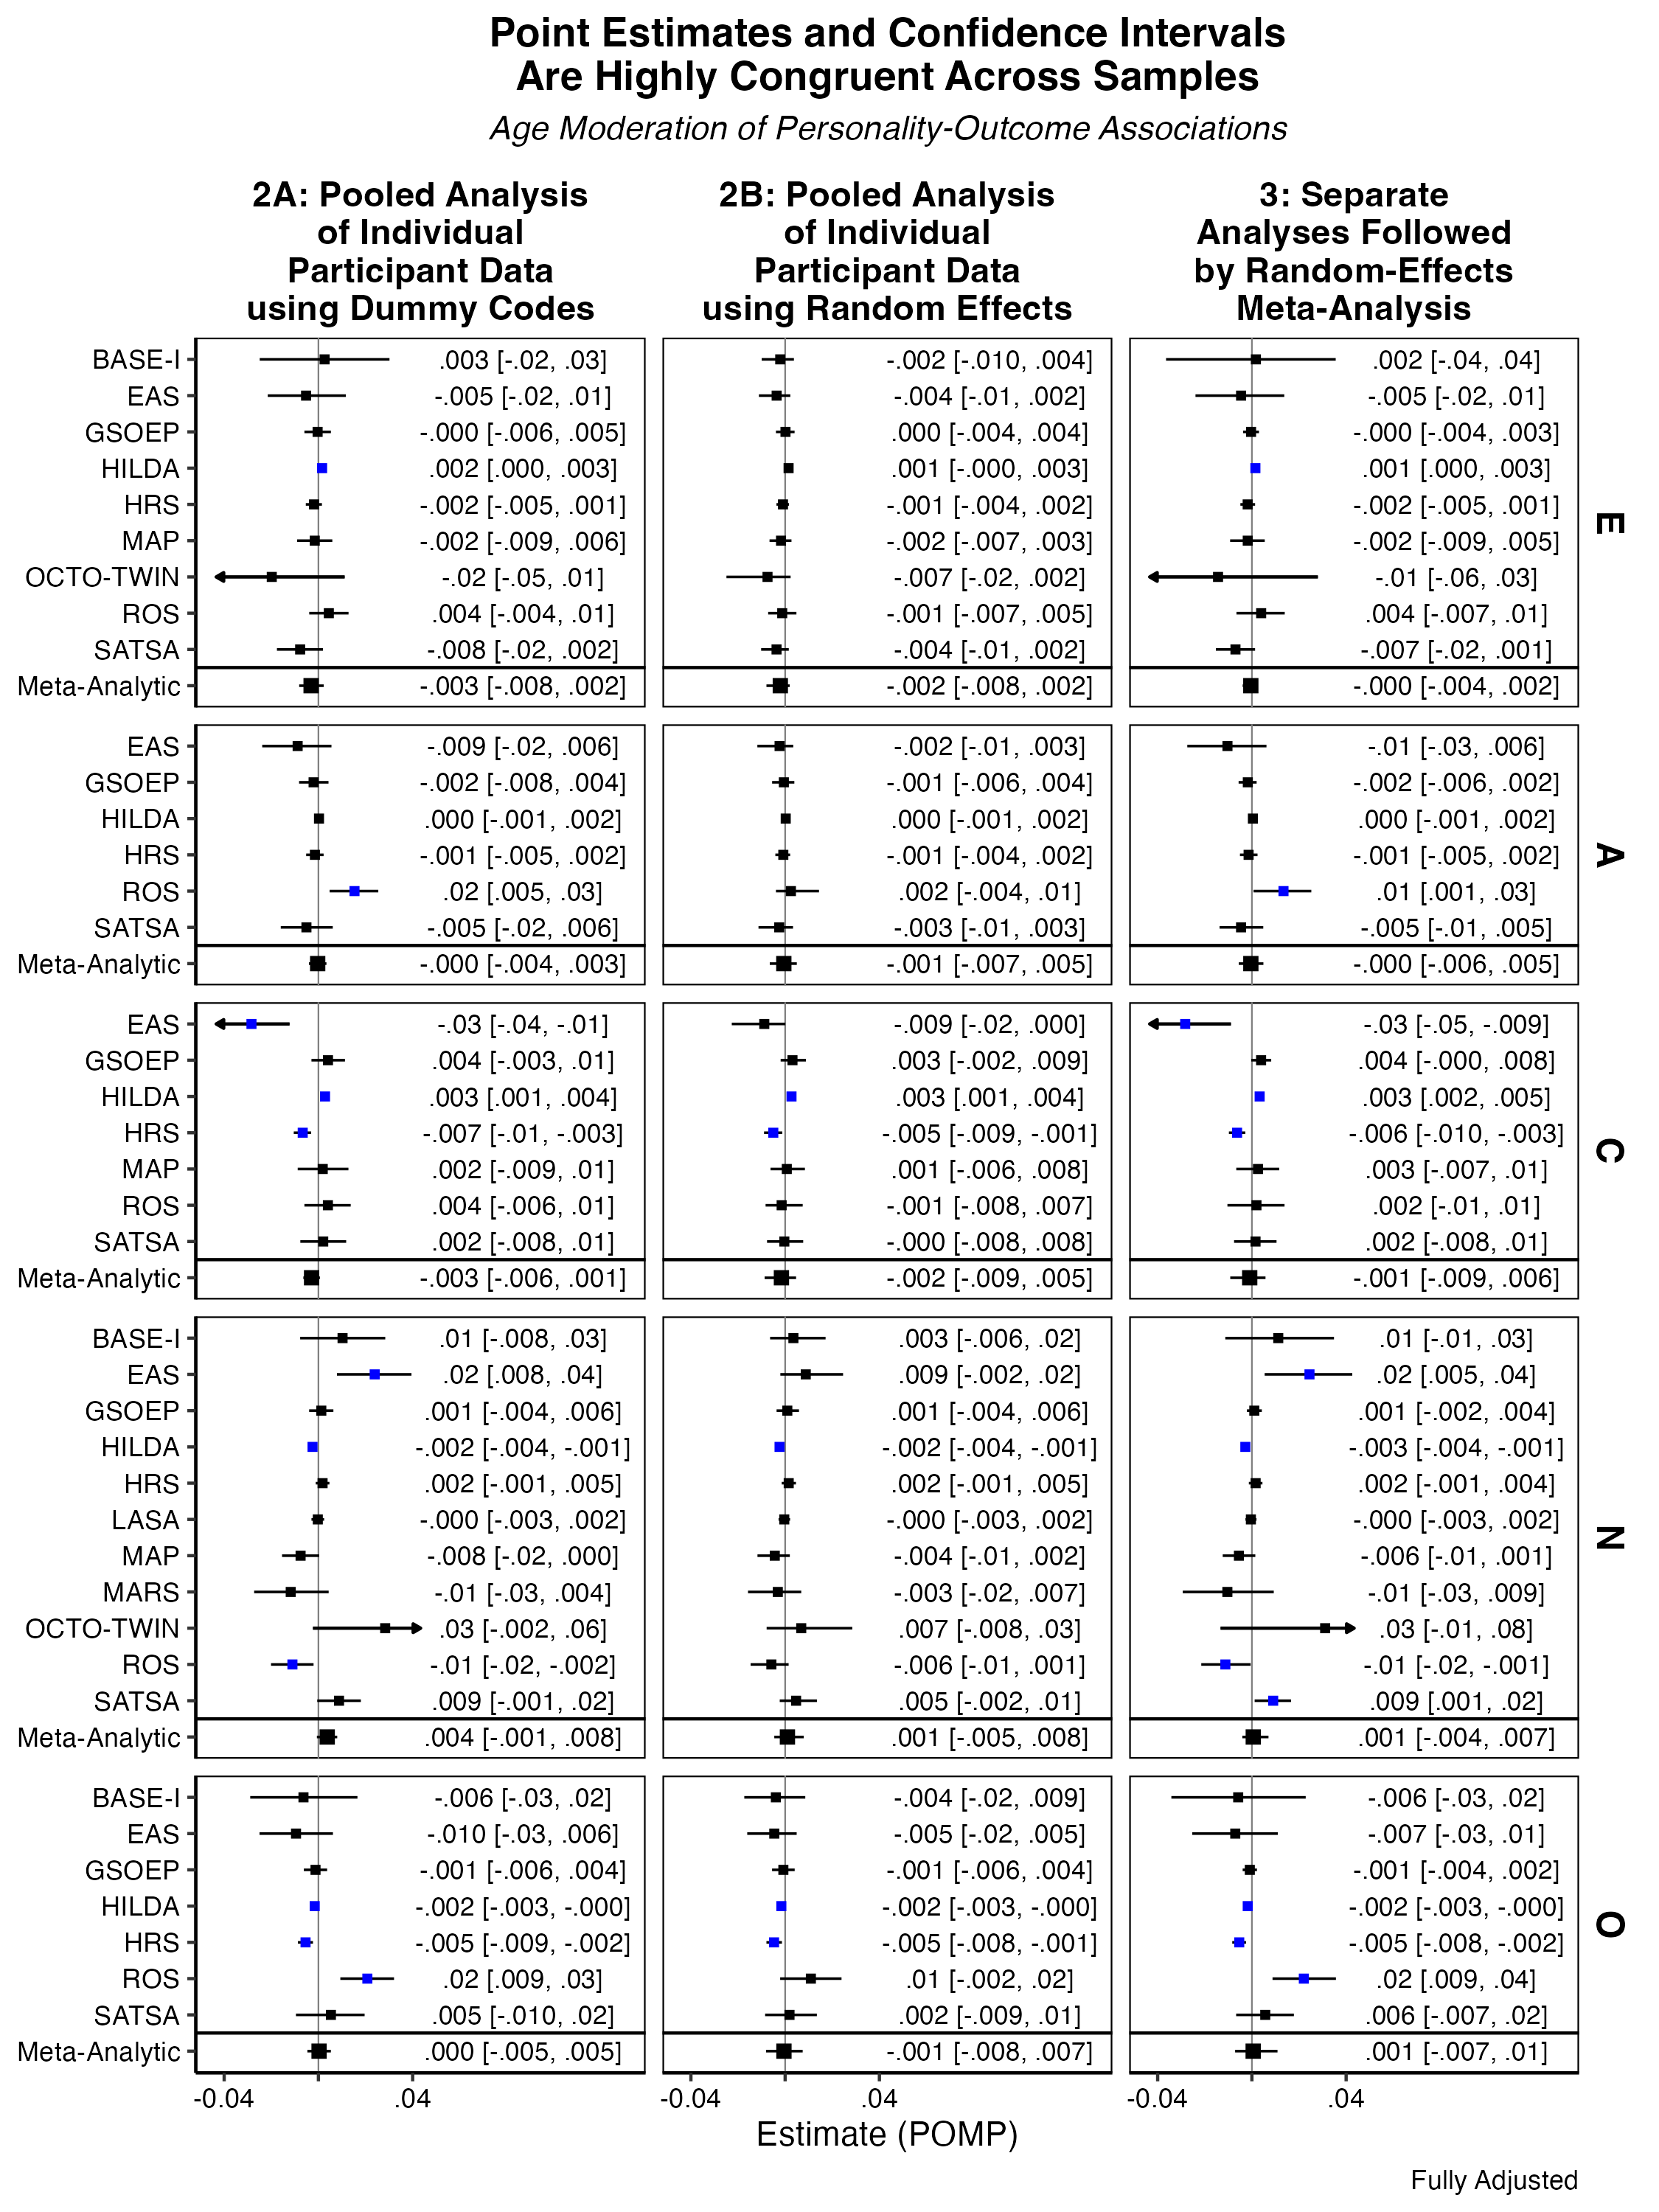 Point Estimates and Confidence Intervals
Are Highly Congruent Across Samples
Age Moderation of Personality-Outcome Associations
2A: Pooled Analysis
of Individual
Participant Data
using Dummy Codes
2B: Pooled Analysis
of Individual
Participant Data
using Random Effects
3: Separate
Analyses Followed
by Random-Effects
Meta-Analysis
E
BASE-I .003 [-.02, .03] -.002 [-.010, .004] .002 [-.04, .04]
EAS -.005 [-.02, .01] -.004 [-.01, .002] -.005 [-.02, .01]
GSOEP -.000 [-.006, .005] .000 [-.004, .004] -.000 [-.004, .003]
HILDA .002 [.000, .003] .001 [-.000, .003] .001 [.000, .003]
HRS -.002 [-.005, .001] -.001 [-.004, .002] -.002 [-.005, .001]
MAP -.002 [-.009, .006] -.002 [-.007, .003] -.002 [-.009, .005]
OCTO-TWIN -.02 [-.05, .01] -.007 [-.02, .002] -.01 [-.06, .03]
ROS .004 [-.004, .01] -.001 [-.007, .005] .004 [-.007, .01]
SATSA -.008 [-.02, .002] -.004 [-.01, .002] -.007 [-.02, .001]
Meta-Analytic -.003 [-.008, .002] -.002 [-.008, .002] -.000 [-.004, .002]
A
EAS -.009 [-.02, .006] -.002 [-.01, .003] -.01 [-.03, .006]
GSOEP -.002 [-.008, .004] -.001 [-.006, .004] -.002 [-.006, .002]
HILDA .000 [-.001, .002] .000 [-.001, .002] .000 [-.001, .002]
HRS -.001 [-.005, .002] -.001 [-.004, .002] -.001 [-.005, .002]
ROS .02 [.005, .03] .002 [-.004, .01] .01 [.001, .03]
SATSA -.005 [-.02, .006] -.003 [-.01, .003] -.005 [-.01, .005]
Meta-Analytic -.000 [-.004, .003] -.001 [-.007, .005] -.000 [-.006, .005]
C
EAS -.03 [-.04, -.01] -.009 [-.02, .000] -.03 [-.05, -.009]
GSOEP .004 [-.003, .01] .003 [-.002, .009] .004 [-.000, .008]
HILDA .003 [.001, .004] .003 [.001, .004] .003 [.002, .005]
HRS -.007 [-.01, -.003] -.005 [-.009, -.001] -.006 [-.010, -.003]
MAP .002 [-.009, .01] .001 [-.006, .008] .003 [-.007, .01]
ROS .004 [-.006, .01] -.001 [-.008, .007] .002 [-.01, .01]
SATSA .002 [-.008, .01] -.000 [-.008, .008] .002 [-.008, .01]
Meta-Analytic -.003 [-.006, .001] -.002 [-.009, .005] -.001 [-.009, .006]
N
BASE-I .01 [-.008, .03] .003 [-.006, .02] .01 [-.01, .03]
EAS .02 [.008, .04] .009 [-.002, .02] .02 [.005, .04]
GSOEP .001 [-.004, .006] .001 [-.004, .006] .001 [-.002, .004]
HILDA -.002 [-.004, -.001] -.002 [-.004, -.001] -.003 [-.004, -.001]
HRS .002 [-.001, .005] .002 [-.001, .005] .002 [-.001, .004]
LASA -.000 [-.003, .002] -.000 [-.003, .002] -.000 [-.003, .002]
MAP -.008 [-.02, .000] -.004 [-.01, .002] -.006 [-.01, .001]
MARS -.01 [-.03, .004] -.003 [-.02, .007] -.01 [-.03, .009]
OCTO-TWIN .03 [-.002, .06] .007 [-.008, .03] .03 [-.01, .08]
ROS -.01 [-.02, -.002] -.006 [-.01, .001] -.01 [-.02, -.001]
SATSA .009 [-.001, .02] .005 [-.002, .01] .009 [.001, .02]
Meta-Analytic .004 [-.001, .008] .001 [-.005, .008] .001 [-.004, .007]
O
BASE-I -.006 [-.03, .02] -.004 [-.02, .009] -.006 [-.03, .02]
EAS -.010 [-.03, .006] -.005 [-.02, .005] -.007 [-.03, .01]
GSOEP -.001 [-.006, .004] -.001 [-.006, .004] -.001 [-.004, .002]
HILDA -.002 [-.003, -.000] -.002 [-.003, -.000] -.002 [-.003, -.000]
HRS -.005 [-.009, -.002] -.005 [-.008, -.001] -.005 [-.008, -.002]
ROS .02 [.009, .03] .01 [-.002, .02] .02 [.009, .04]
SATSA .005 [-.010, .02] .002 [-.009, .01] .006 [-.007, .02]
Meta-Analytic .000 [-.005, .005] -.001 [-.008, .007] .001 [-.007, .01]
-0.04 .04 -0.04 .04 -0.04 .04
Estimate (POMP)
Fully Adjusted